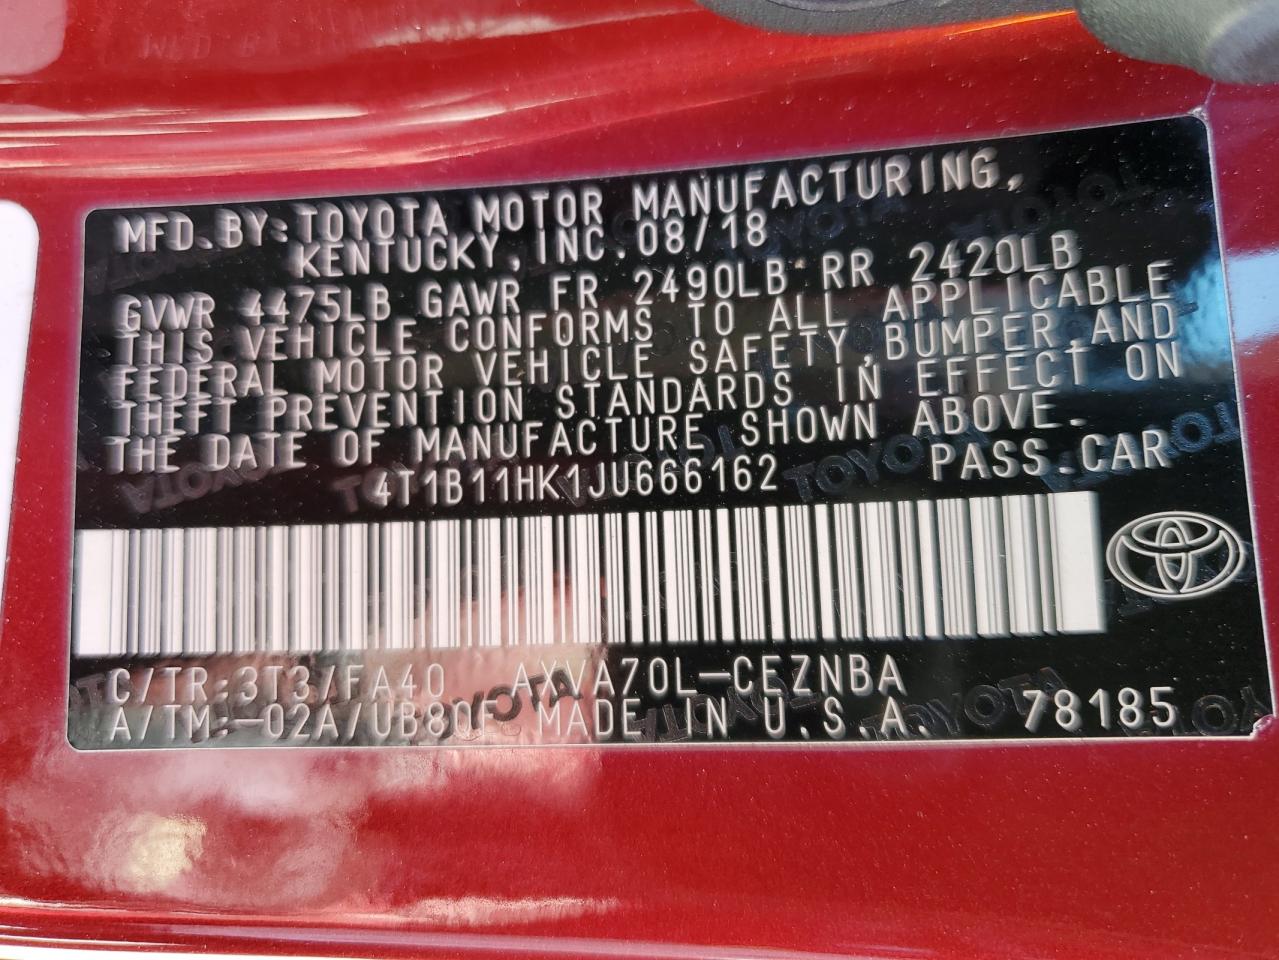 MFD. BY: TOYOTA MOTOR MANUFACTURING,
KENTUCKY, INC. 08/18
GVWR 4475LB GAWR FR 2490LB RR 2420LB
THIS VEHICLE CONFORMS TO ALL APPLICABLE
FEDERAL MOTOR VEHICLE SAFETY, BUMPER, AND
THEFT PREVENTION STANDARDS IN EFFECT ON
THE DATE OF MANUFACTURE SHOWN ABOVE.
4T1B11HK1JU666162 PASS. CAR
C/TR:3T3/FA40 AXVA70L-CEZNBA
A/TM:-02A/UB80F MADE IN U.S.A. 78185